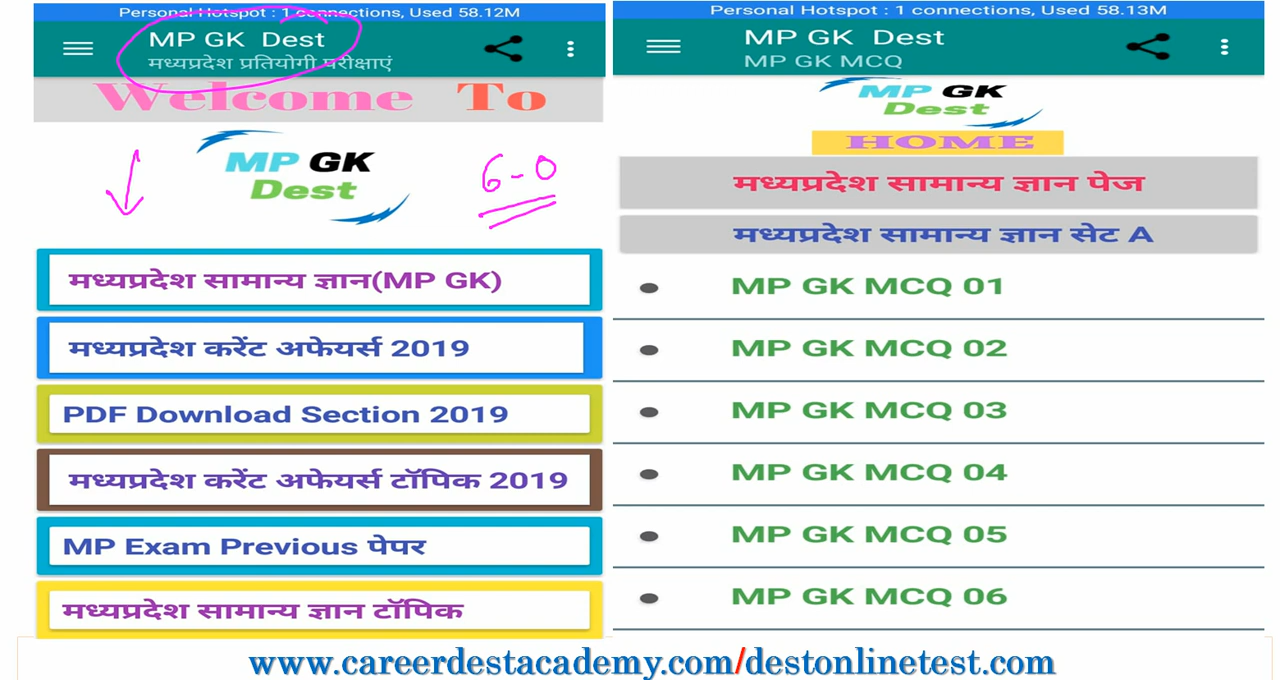 Personal Hotspot : 1 connections, Used 58.12M
MP GK Dest
मध्यप्रदेश प्रतियोगी परीक्षाएं
Welcome To
MP GK
Dest
6-0
मध्यप्रदेश सामान्य ज्ञान(MP GK)
मध्यप्रदेश करेंट अफेयर्स 2019
PDF Download Section 2019
मध्यप्रदेश करेंट अफेयर्स टॉपिक 2019
MP Exam Previous पेपर
मध्यप्रदेश सामान्य ज्ञान टॉपिक
Personal Hotspot : 1 connections, Used 58.13M
MP GK Dest
MP GK MCQ
MP GK
Dest
HOME
मध्यप्रदेश सामान्य ज्ञान पेज
मध्यप्रदेश सामान्य ज्ञान सेट A
MP GK MCQ 01
MP GK MCQ 02
MP GK MCQ 03
MP GK MCQ 04
MP GK MCQ 05
MP GK MCQ 06
www.careerdestacademy.com/destonlinetest.com